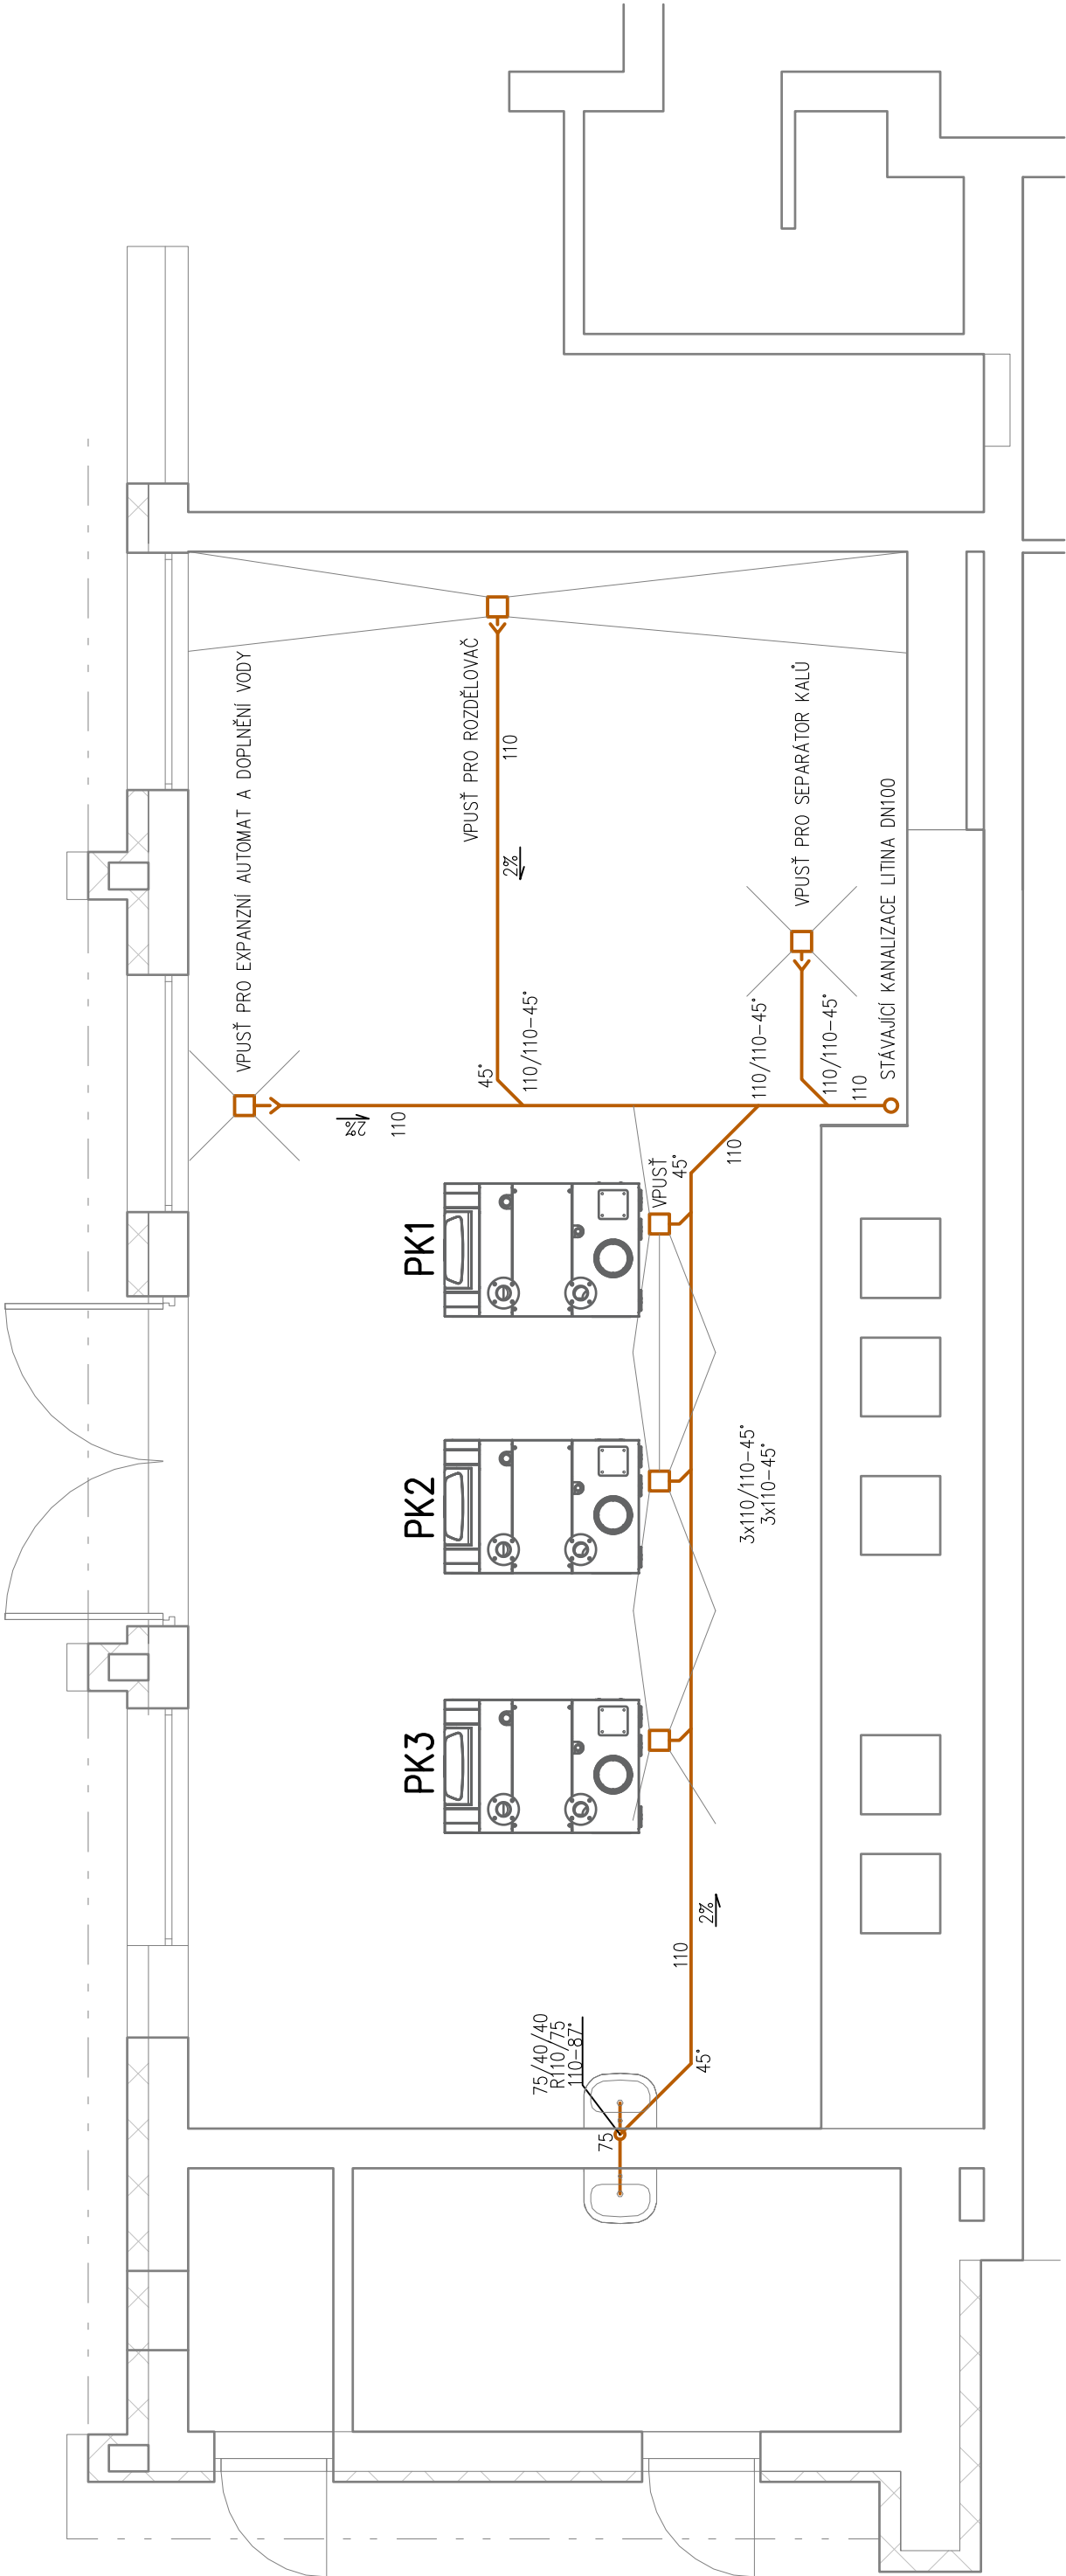 VPUSŤ PRO EXPANZNÍ AUTOMAT A DOPLNĚNÍ VODY
VPUSŤ PRO ROZDĚLOVAČ
110
2%
VPUSŤ PRO SEPARÁTOR KALŮ
STÁVAJÍCÍ KANALIZACE LITINA DN100
45°
110/110-45°
110/110-45°
110/110-45°
110
2%
110
110
VPUSŤ
45°
PK1
PK2
3x110/110-45°
3x110-45°
PK3
2%
110
75/40/40
R110/75
110-87°
45°
75